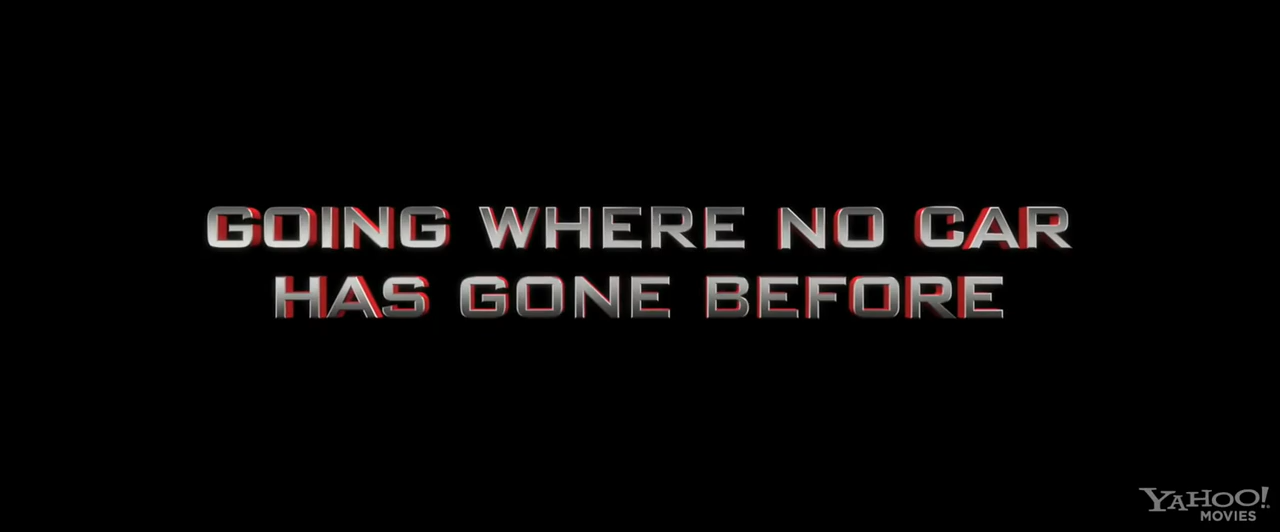 GOING WHERE NO CAR
HAS GONE BEFORE
YAHOO!
MOVIES